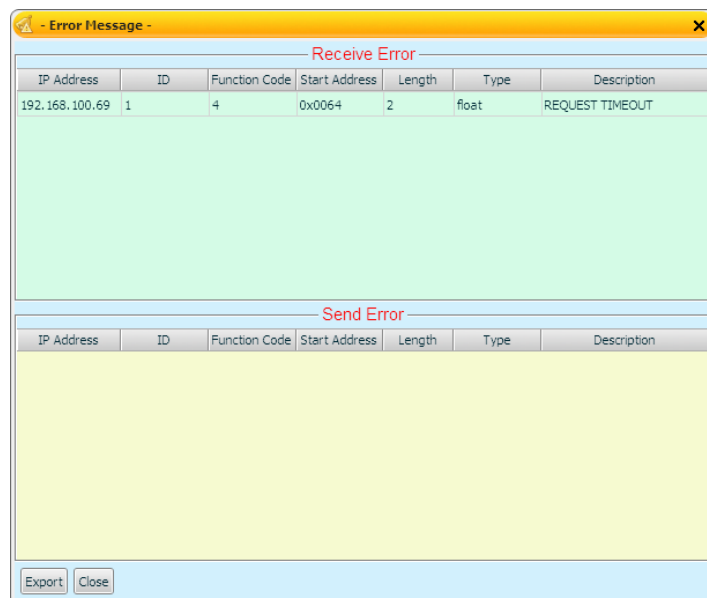 - Error Message -
Receive Error
IP Address ID Function Code Start Address Length Type Description
192.168.100.69 1 4 0x0064 2 float REQUEST TIMEOUT
Send Error
IP Address ID Function Code Start Address Length Type Description
Export Close